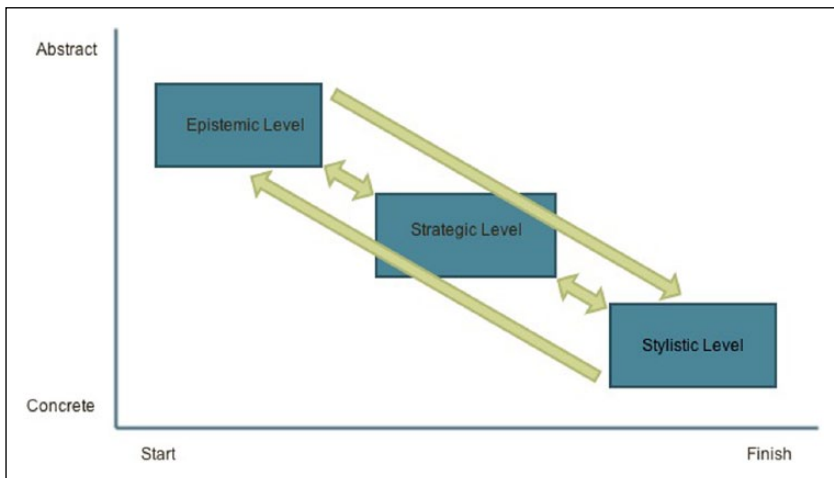 Abstract
Epistemic Level
Strategic Level
Stylistic Level
Concrete
Start
Finish